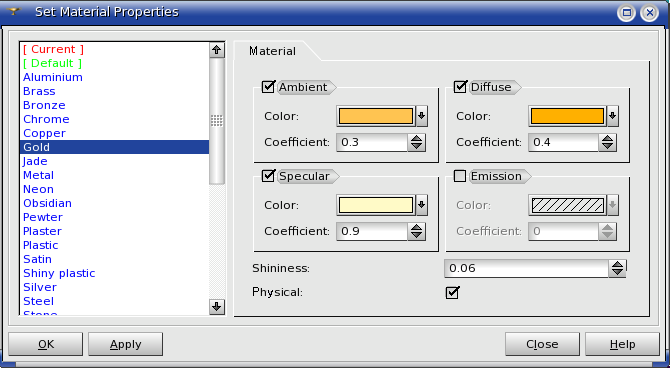 Set Material Properties
[ Current ]
[ Default ]
Aluminium
Brass
Bronze
Chrome
Copper
Gold
Jade
Metal
Neon
Obsidian
Pewter
Plaster
Plastic
Satin
Shiny plastic
Silver
Steel
Stone
Material
Ambient
Color:
Coefficient: 0.3
Diffuse
Color:
Coefficient: 0.4
Specular
Color:
Coefficient: 0.9
Emission
Color:
Coefficient: 0
Shininess: 0.06
Physical:
OK Apply Close Help